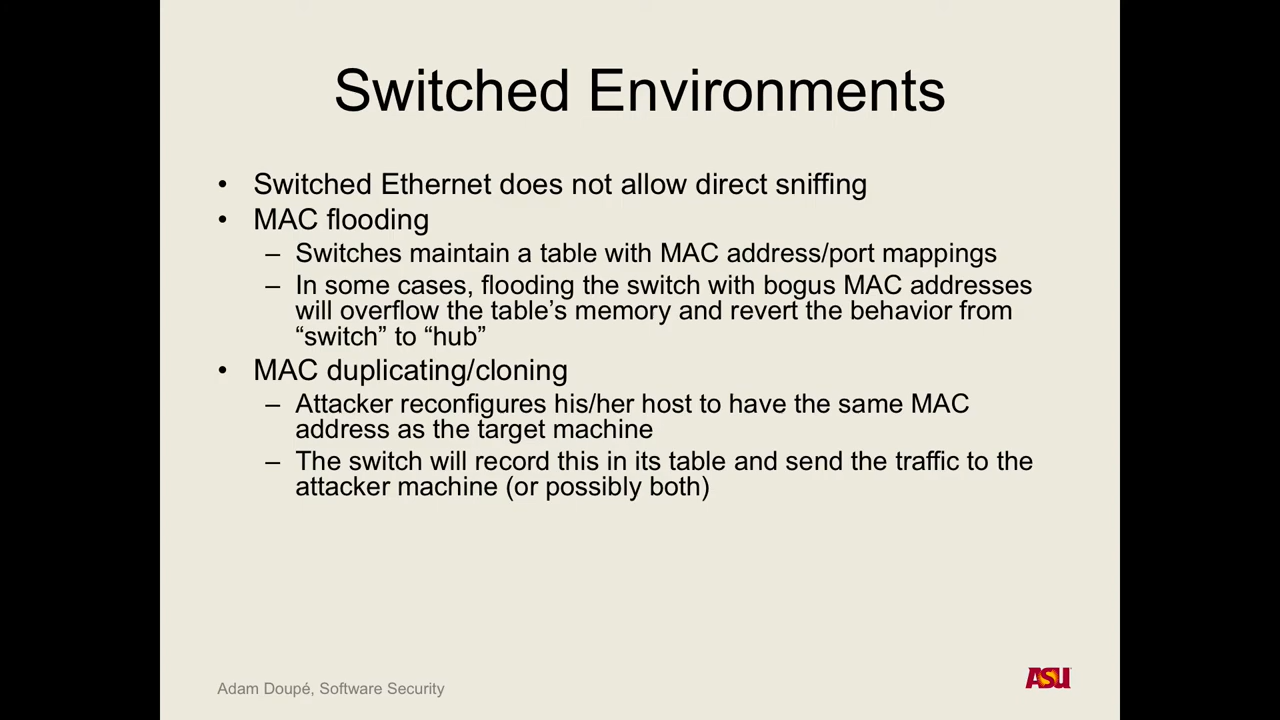 Switched Environments
• Switched Ethernet does not allow direct sniffing
• MAC flooding
– Switches maintain a table with MAC address/port mappings
– In some cases, flooding the switch with bogus MAC addresses
will overflow the table’s memory and revert the behavior from
“switch” to “hub”
• MAC duplicating/cloning
– Attacker reconfigures his/her host to have the same MAC
address as the target machine
– The switch will record this in its table and send the traffic to the
attacker machine (or possibly both)
Adam Doupé, Software Security
ASU